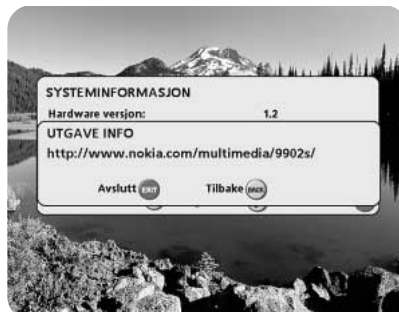 SYSTEMINFORMASJON
Hardware versjon: 1.2
UTGAVE INFO
http://www.nokia.com/multimedia/9902s/
Avslutt EXIT Tilbake BACK